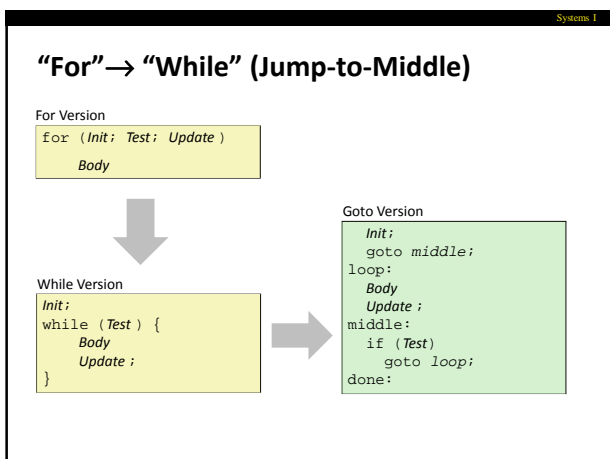 Systems I
“For”→ “While” (Jump-to-Middle)
For Version
for (Init; Test; Update )
Body
While Version
Init;
while (Test ) {
Body
Update ;
}
Goto Version
Init;
goto middle;
loop:
Body
Update ;
middle:
if (Test)
goto loop;
done: